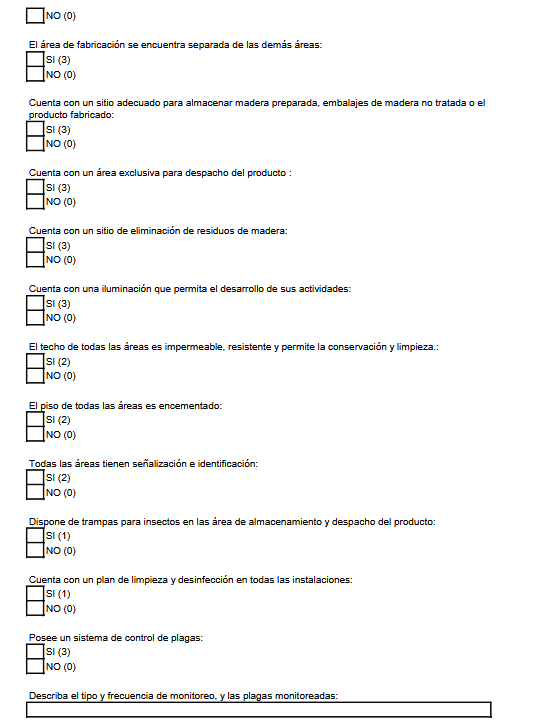 NO (0)
El área de fabricación se encuentra separada de las demás áreas:
SI (3)
NO (0)
Cuenta con un sitio adecuado para almacenar madera preparada, embalajes de madera no tratada o el
producto fabricado:
SI (3)
NO (0)
Cuenta con un área exclusiva para despacho del producto :
SI (3)
NO (0)
Cuenta con un sitio de eliminación de residuos de madera:
SI (3)
NO (0)
Cuenta con una iluminación que permita el desarrollo de sus actividades:
SI (3)
NO (0)
El techo de todas las áreas es impermeable, resistente y permite la conservación y limpieza.:
SI (2)
NO (0)
El piso de todas las áreas es encementado:
SI (2)
NO (0)
Todas las áreas tienen señalización e identificación:
SI (2)
NO (0)
Dispone de trampas para insectos en las área de almacenamiento y despacho del producto:
SI (1)
NO (0)
Cuenta con un plan de limpieza y desinfección en todas las instalaciones:
SI (1)
NO (0)
Posee un sistema de control de plagas:
SI (3)
NO (0)
Describa el tipo y frecuencia de monitoreo, y las plagas monitoreadas: